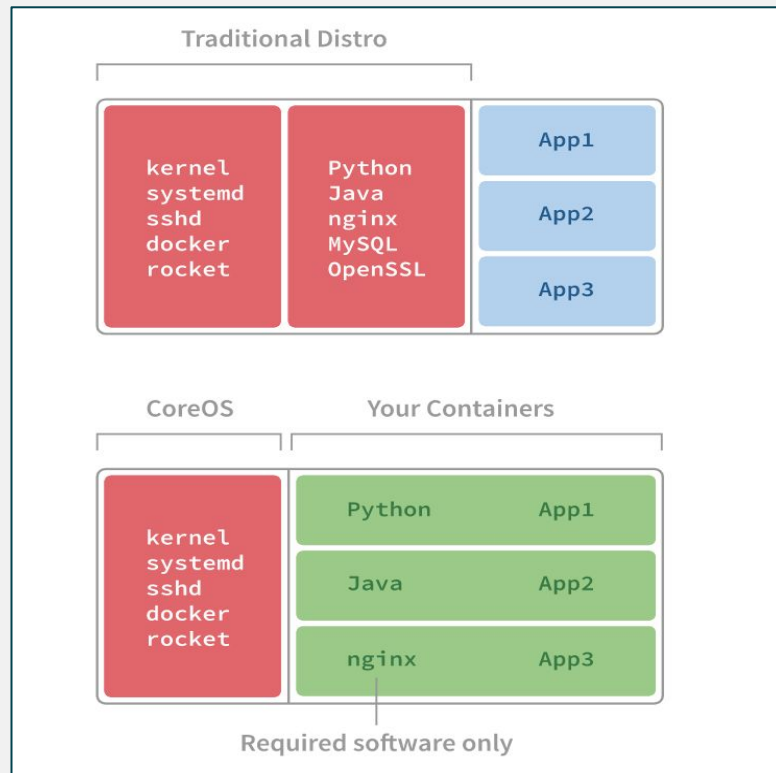 Traditional Distro
kernel
systemd
sshd
docker
rocket
Python
Java
nginx
MySQL
OpenSSL
App1
App2
App3
CoreOS
Your Containers
kernel
systemd
sshd
docker
rocket
Python App1
Java App2
nginx App3
Required software only